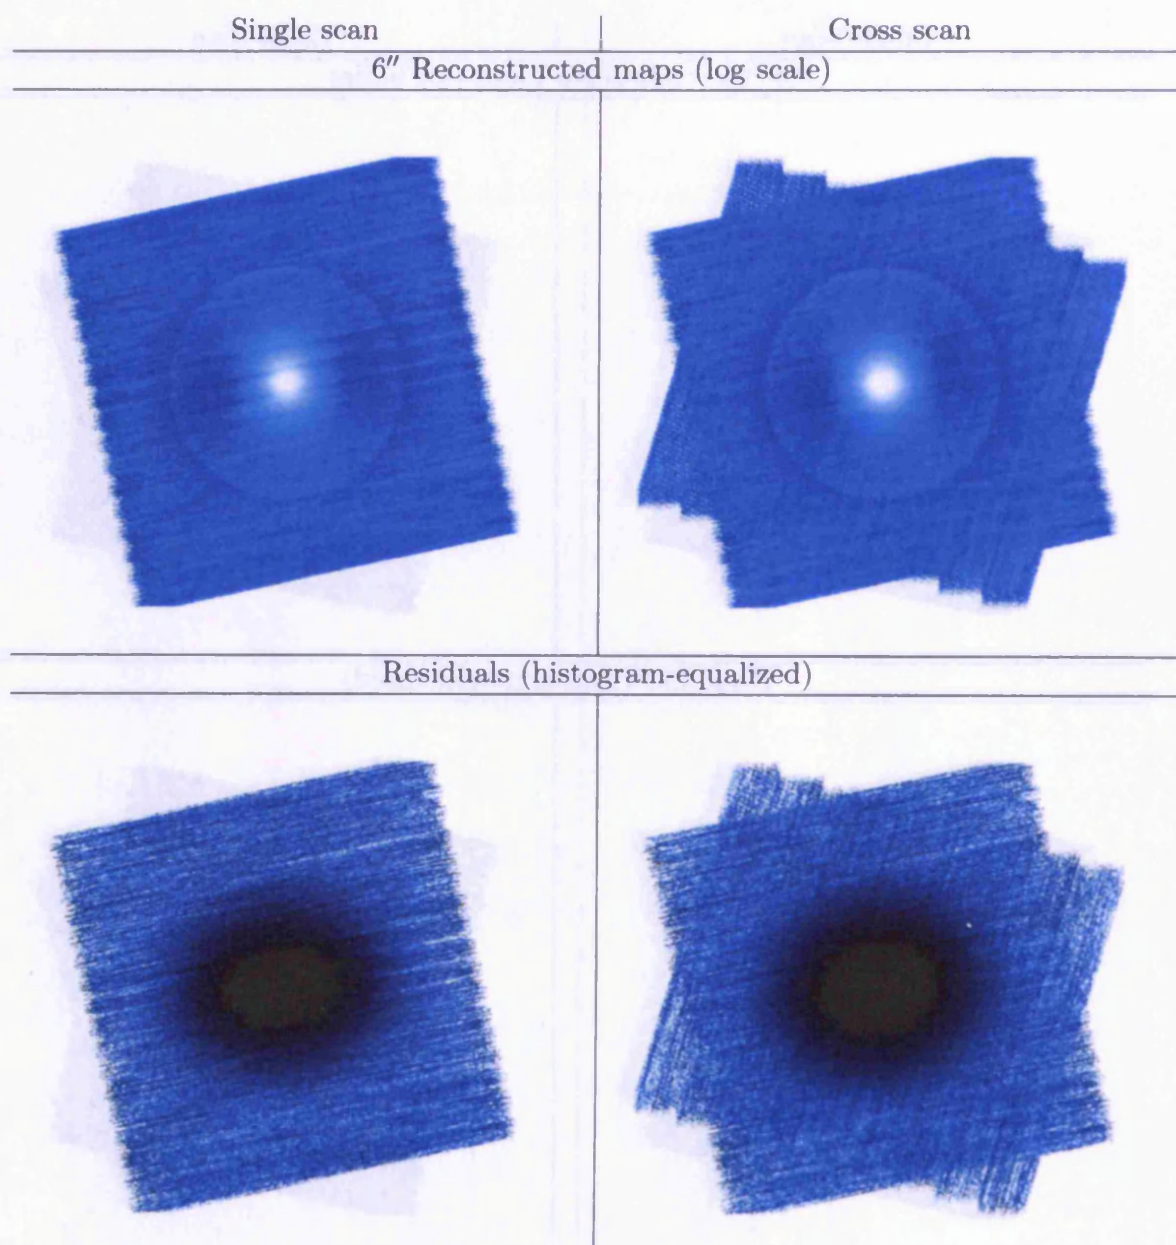 Single scan
Cross scan
6″ Reconstructed maps (log scale)
Residuals (histogram-equalized)